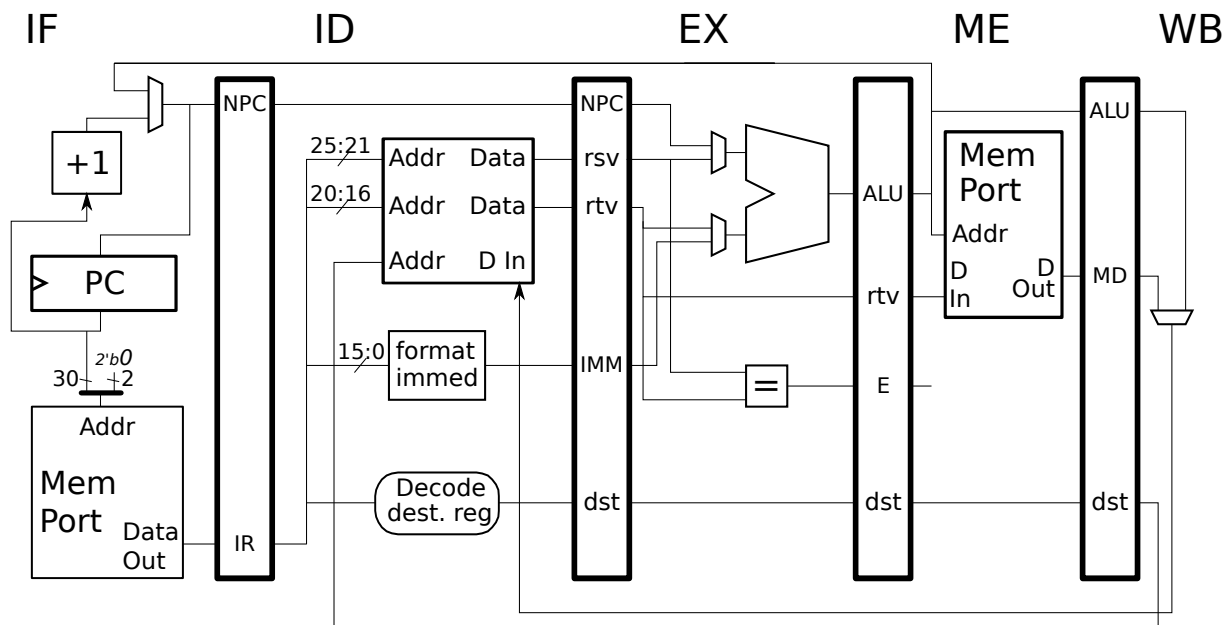 IF ID EX ME WB
NPC NPC ALU
+1
25:21 Addr Data rsv
Mem
Port
20:16 Addr Data rtv ALU
Addr
Addr D In
PC
D
In
D
Out
MD
rtv
2'b0
30 2
15:0 format
immed
IMM
=
E
Addr
Mem
Port
Data
Out
IR
Decode
dest. reg
dst dst dst